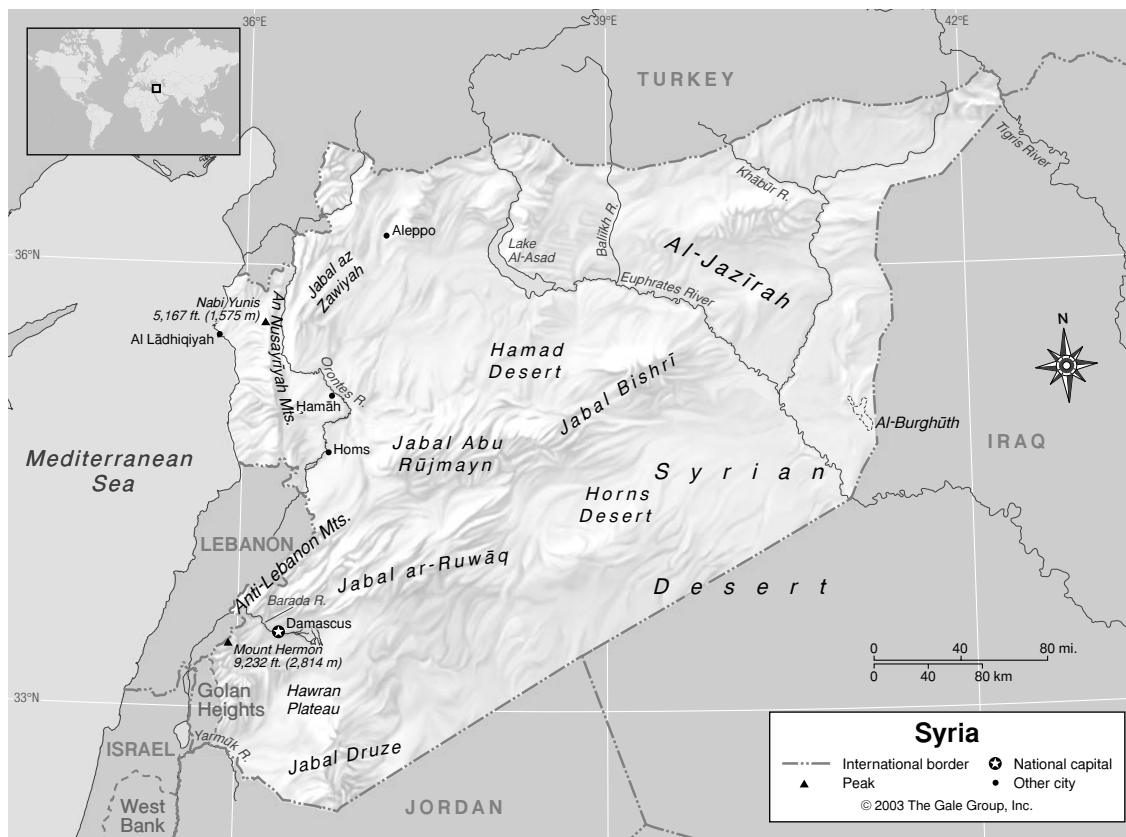 36°E
39°E
42°E
TURKEY
Tigris River
Khābūr R.
Aleppo
Lake
Al-Asad
Balīikh R.
Al-Jazīrah
36°N
Jabal az
Zawiyah
Euphrates River
Nabi Yunis
5,167 ft. (1,575 m)
An Nusayrīyah Mts.
Al Lādhiqiyah
N
Hamad
Desert
Orontes R.
Jabal Bishrī
Ḥamāh
Al-Burghūth
Homs
Jabal Abu
Rūjmayn
IRAQ
Mediterranean
Sea
Syrian
Horns
Desert
LEBANON
Anti-Lebanon Mts.
Jabal ar-Ruwāq
Desert
Barada R.
Damascus
Mount Hermon
9,232 ft. (2,814 m)
0 40 80 mi.
0 40 80 km
33°N
Golan
Heights
Hawran
Plateau
ISRAEL
Yarmūk R.
Jabal Druze
West
Bank
JORDAN
Syria
International border
National capital
Peak
Other city
© 2003 The Gale Group, Inc.